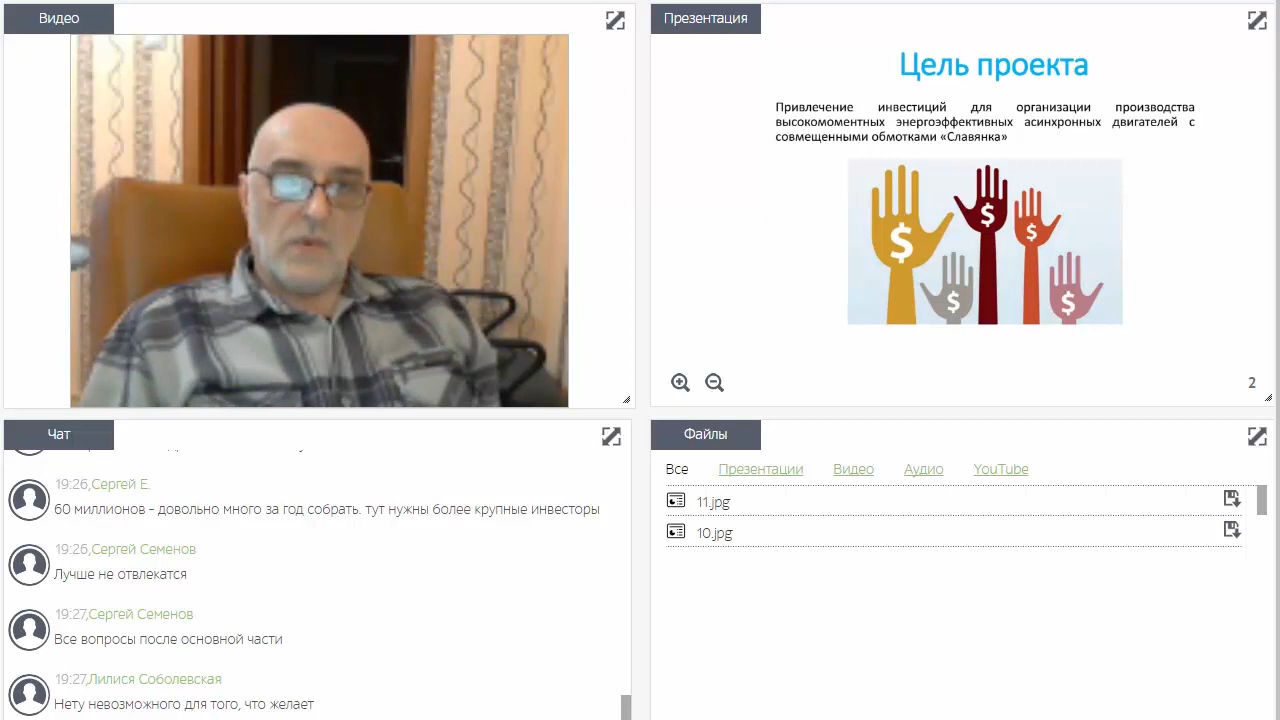 Видео
Презентация
Цель проекта
Привлечение инвестиций для организации производства
высокомоментных энергоэффективных асинхронных двигателей с
совмещенными обмотками «Славянка»
$ $ $ $ $
2
Чат
19:26,Сергей Е.
60 миллионов - довольно много за год собрать. тут нужны более крупные инвесторы
19:26,Сергей Семенов
Лучше не отвлекатся
19:27,Сергей Семенов
Все вопросы после основной части
19:27,Лилися Соболевская
Нету невозможного для того, что желает
Файлы
Все Презентации Видео Аудио YouTube
11.jpg
10.jpg